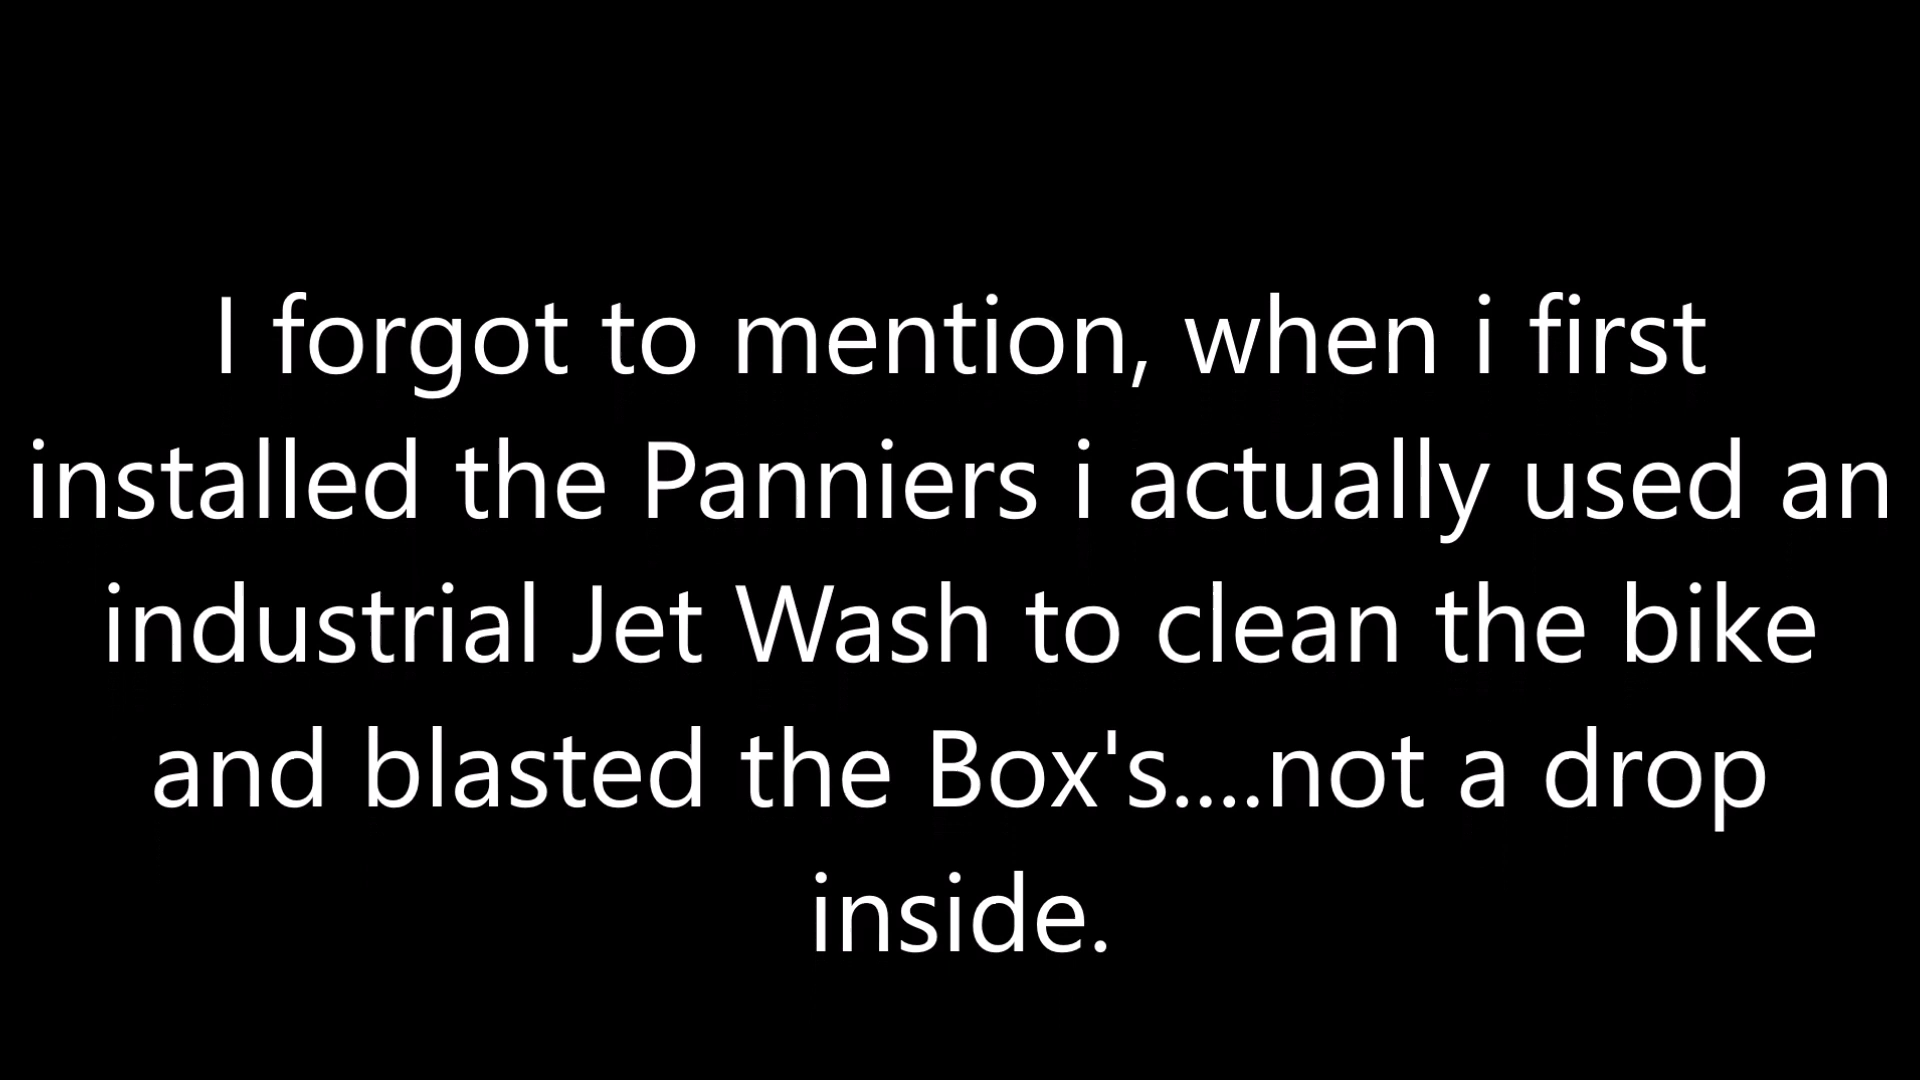 I forgot to mention, when i first
installed the Panniers i actually used an
industrial Jet Wash to clean the bike
and blasted the Box's....not a drop
inside.